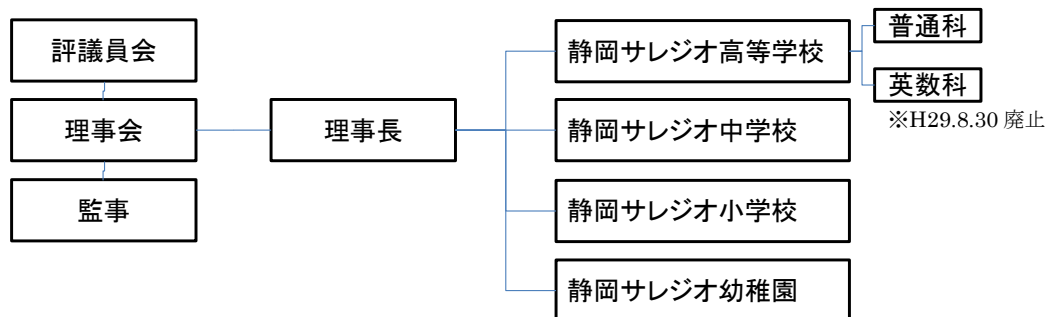 評議員会
理事会
監事
理事長
静岡サレジオ高等学校
静岡サレジオ中学校
静岡サレジオ小学校
静岡サレジオ幼稚園
普通科
英数科
※H29.8.30 廃止